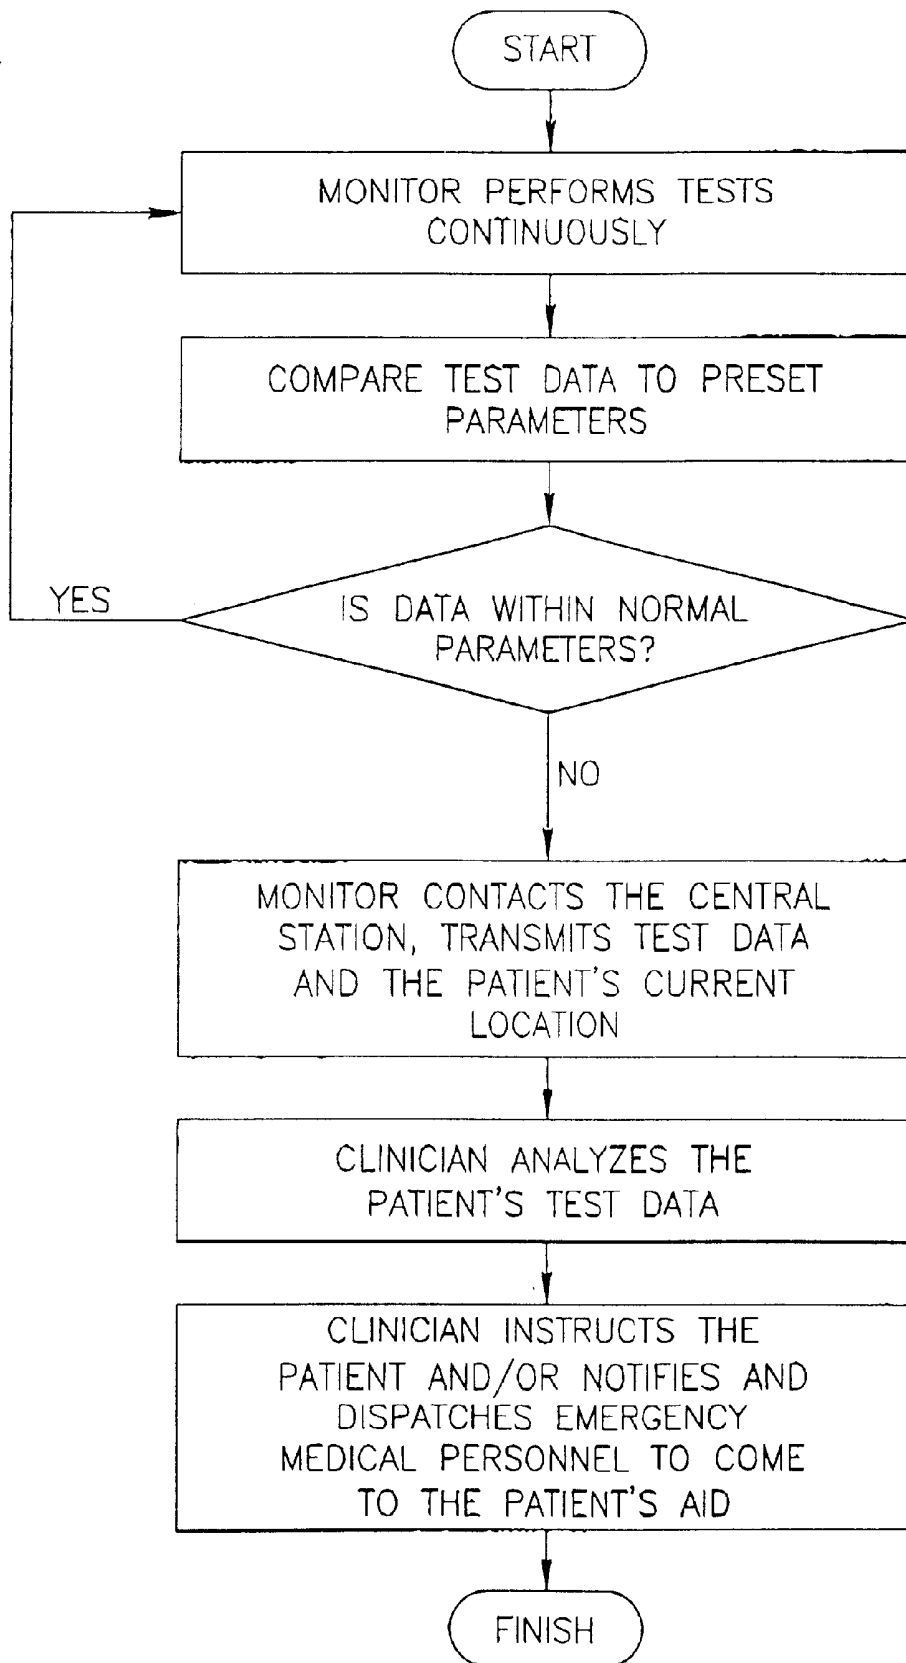 START
MONITOR PERFORMS TESTS
CONTINUOUSLY
COMPARE TEST DATA TO PRESET
PARAMETERS
IS DATA WITHIN NORMAL
PARAMETERS?
YES
NO
MONITOR CONTACTS THE CENTRAL
STATION, TRANSMITS TEST DATA
AND THE PATIENT'S CURRENT
LOCATION
CLINICIAN ANALYZES THE
PATIENT'S TEST DATA
CLINICIAN INSTRUCTS THE
PATIENT AND/OR NOTIFIES AND
DISPATCHES EMERGENCY
MEDICAL PERSONNEL TO COME
TO THE PATIENT'S AID
FINISH